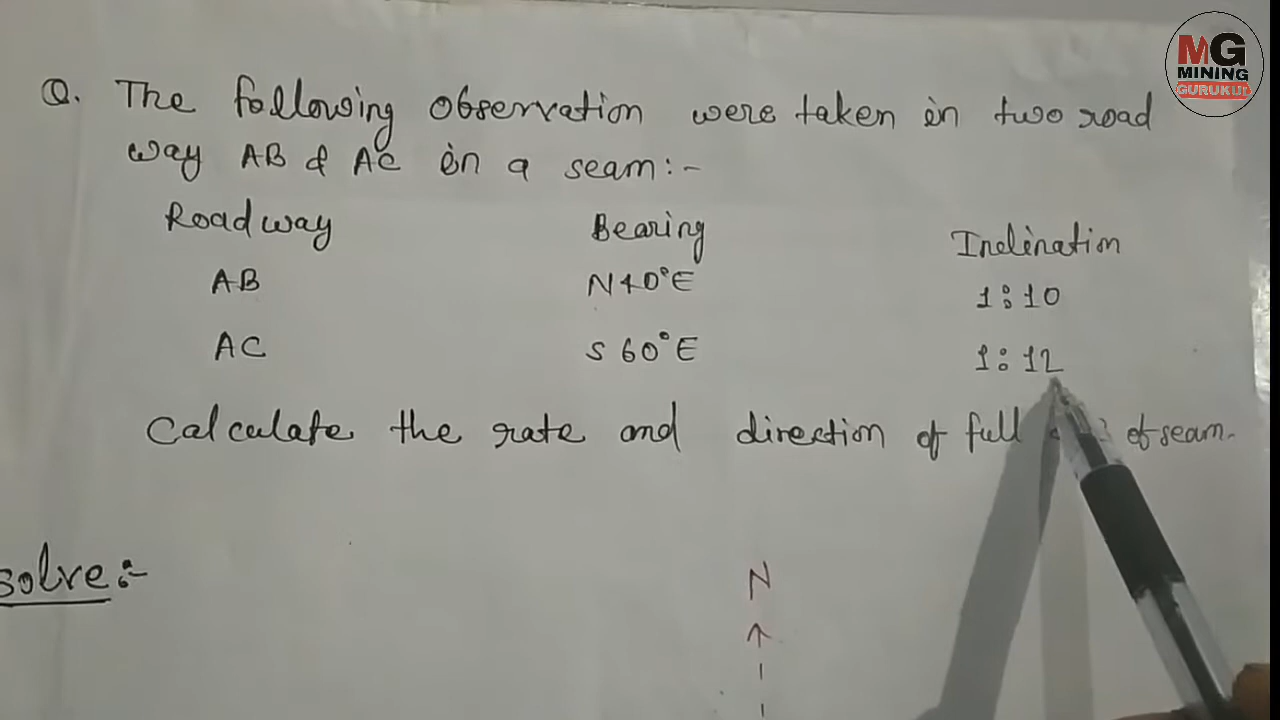 MG
MINING
GURUKUL
Q. The following observation were taken in two road
way AB & AC in a seam:-
Roadway Bearing Inclination
AB N40°E 1:10
AC S60°E 1:12
Calculate the rate and direction of full of seam.
solve:-
N